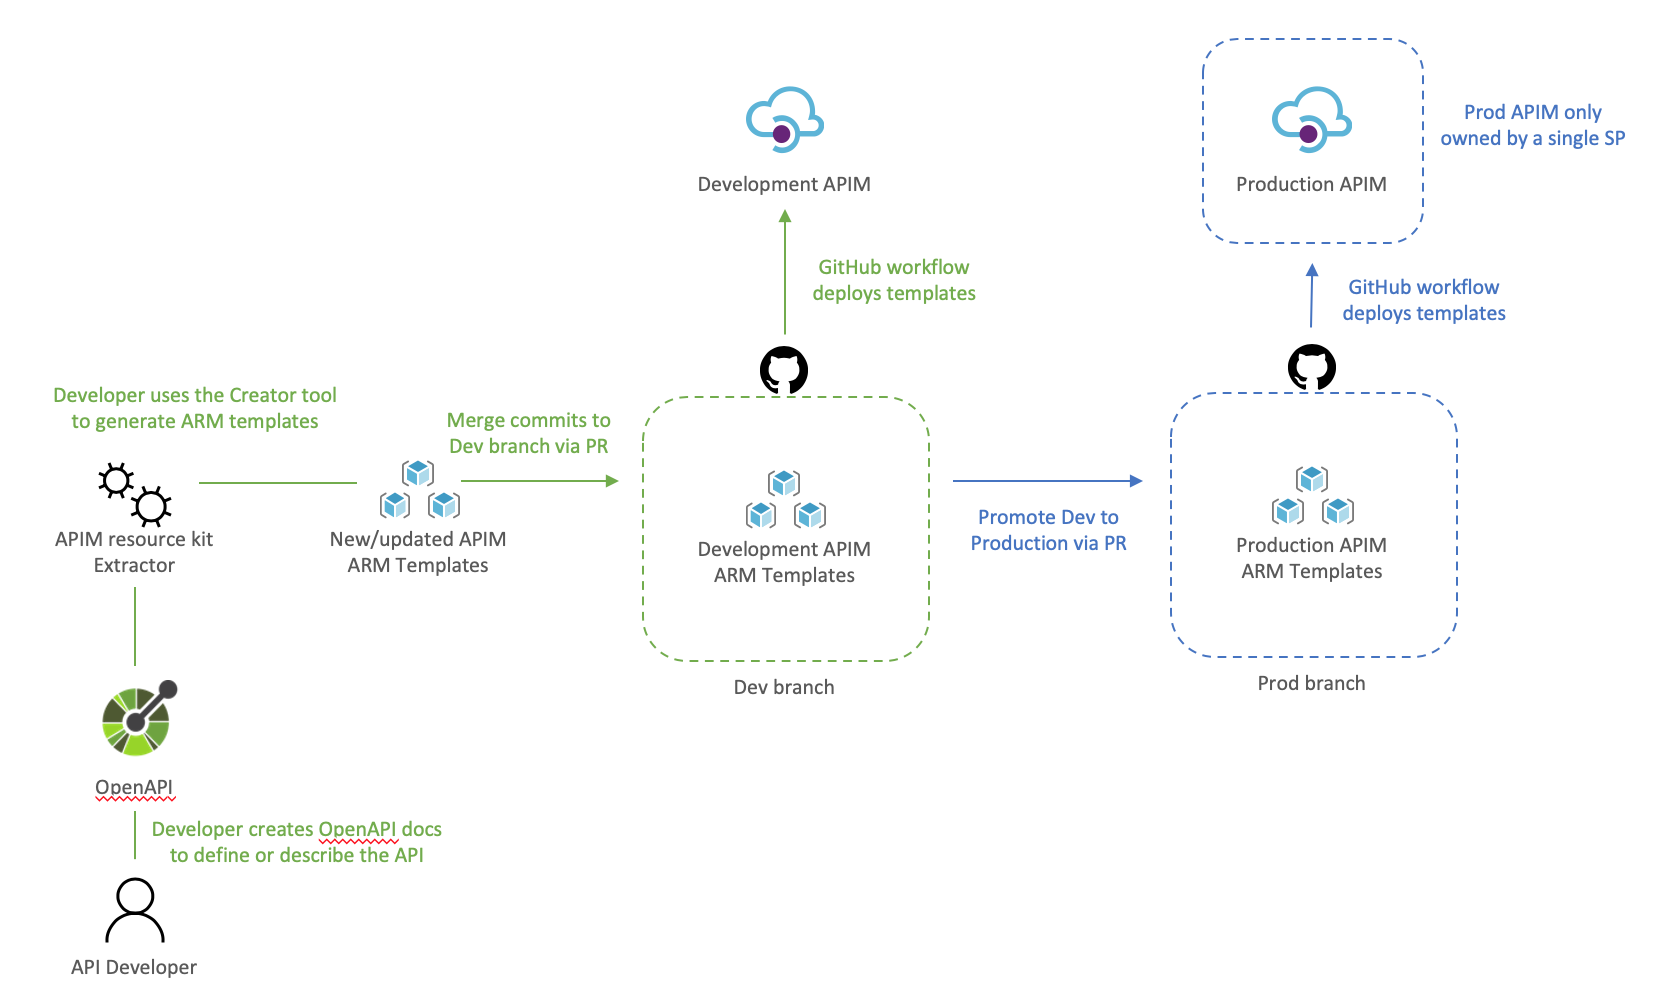 Development APIM
Production APIM
Prod APIM only
owned by a single SP
GitHub workflow
deploys templates
GitHub workflow
deploys templates
Developer uses the Creator tool
to generate ARM templates
Merge commits to
Dev branch via PR
APIM resource kit
Extractor
New/updated APIM
ARM Templates
Development APIM
ARM Templates
Promote Dev to
Production via PR
Production APIM
ARM Templates
Dev branch
Prod branch
OpenAPI
Developer creates OpenAPI docs
to define or describe the API
API Developer